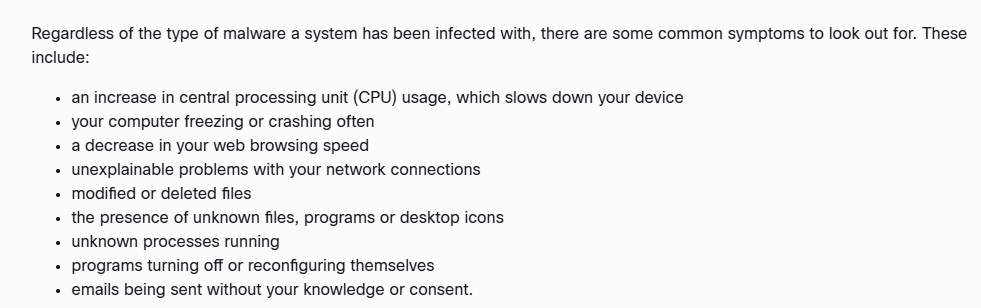 Regardless of the type of malware a system has been infected with, there are some common symptoms to look out for. These
include:
• an increase in central processing unit (CPU) usage, which slows down your device
• your computer freezing or crashing often
• a decrease in your web browsing speed
• unexplainable problems with your network connections
• modified or deleted files
• the presence of unknown files, programs or desktop icons
• unknown processes running
• programs turning off or reconfiguring themselves
• emails being sent without your knowledge or consent.